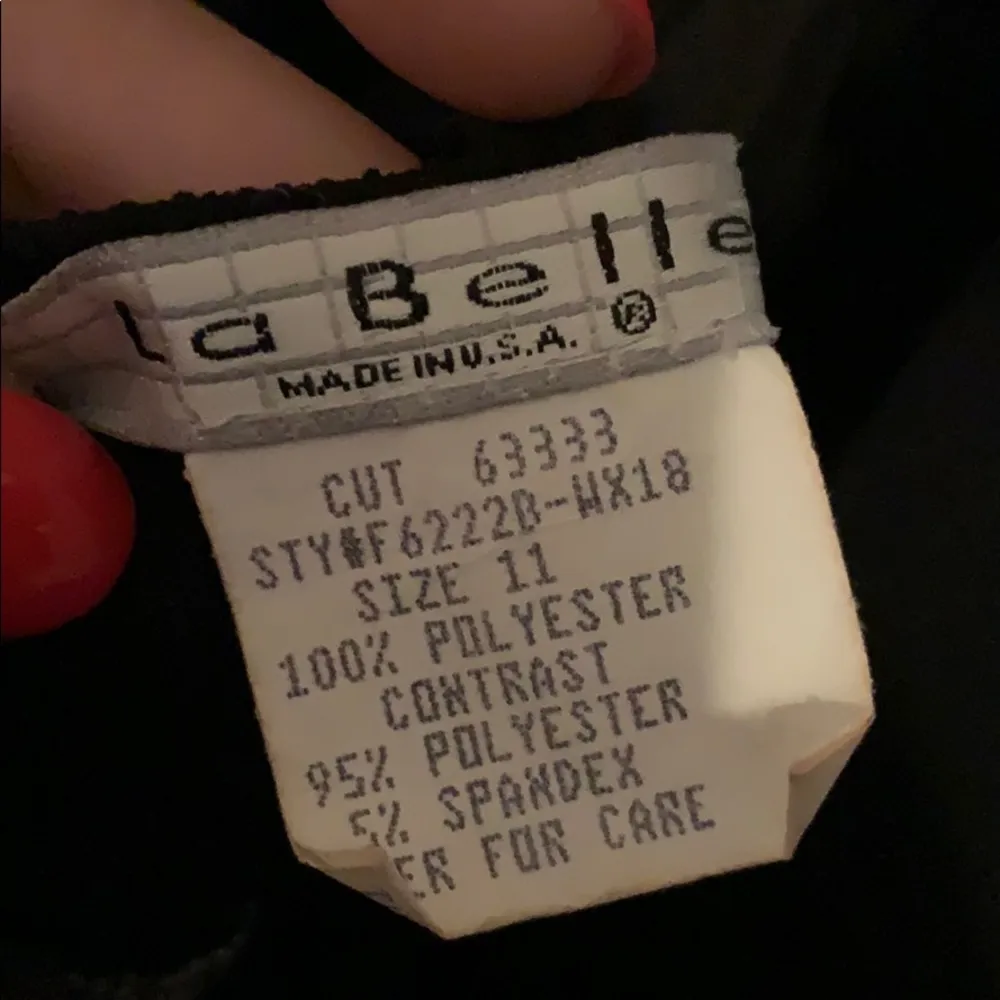 la Belle
MADE IN U.S.A. ®
CUT 63333
STY#F6222B-WX18
SIZE 11
100% POLYESTER
CONTRAST
95% POLYESTER
5% SPANDEX
FOR CARE